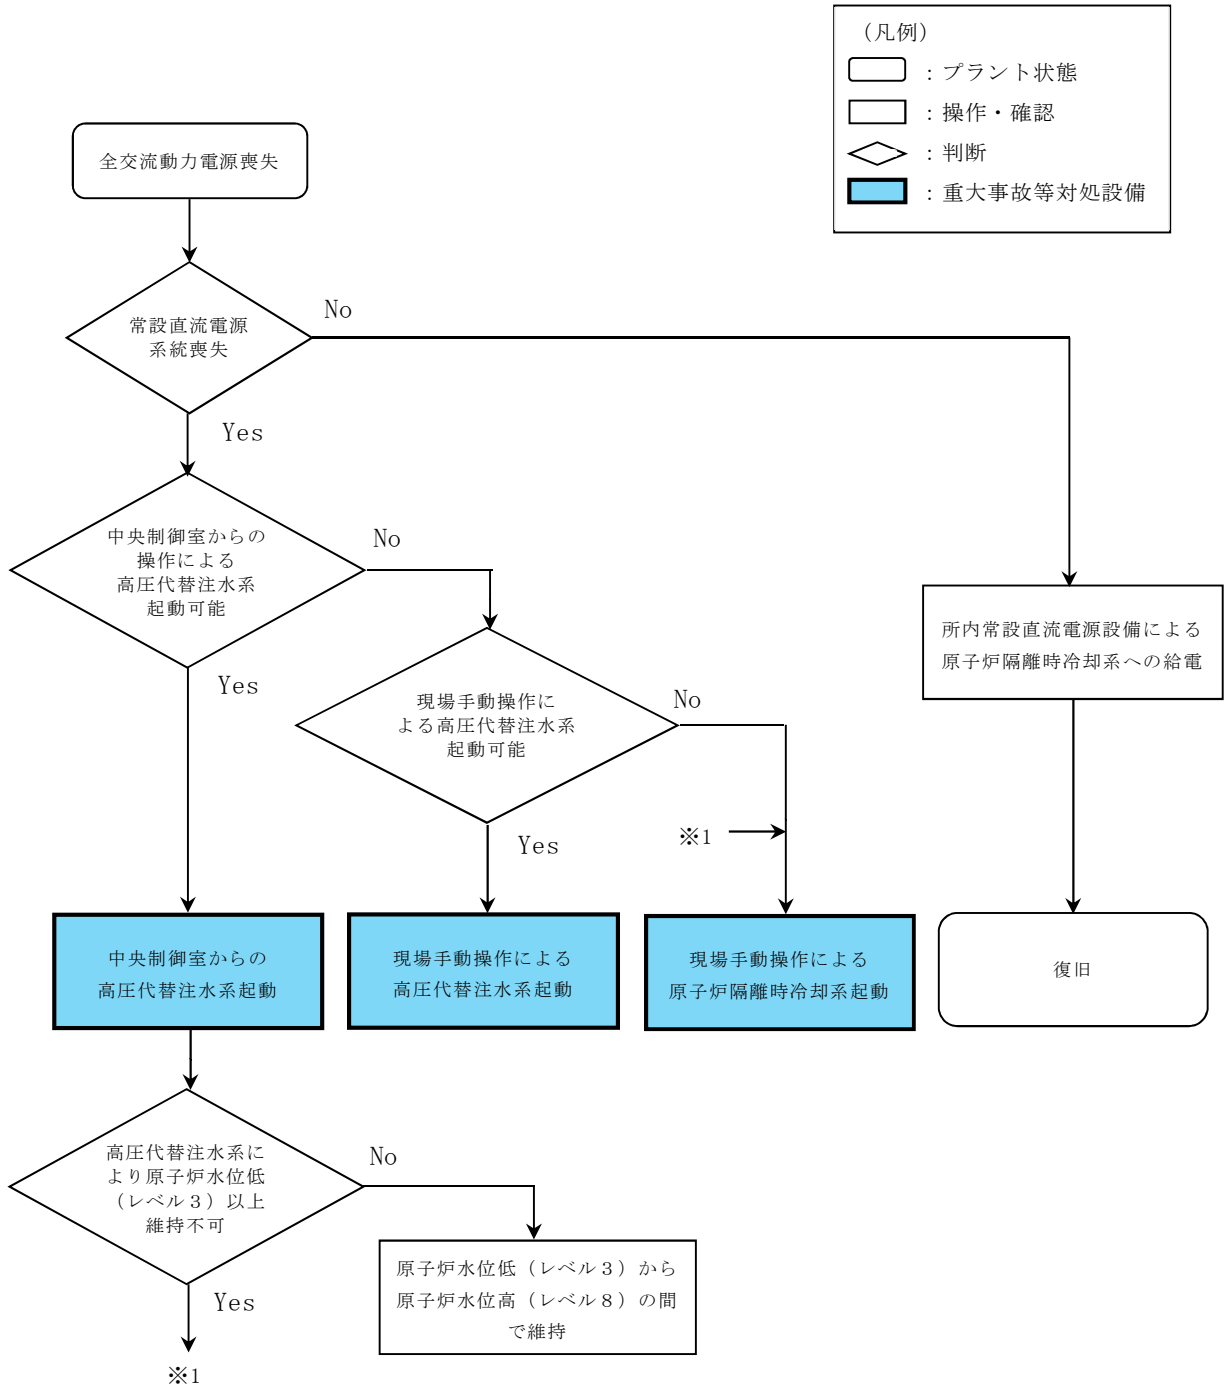 (凡例)
:プラント状態
:操作・確認
:判断
:重大事故等対処設備
全交流動力電源喪失
常設直流電源
系統喪失
No
Yes
中央制御室からの
操作による
高圧代替注水系
起動可能
No
Yes
現場手動操作に
よる高圧代替注水系
起動可能
No
Yes
※1
所内常設直流電源設備による
原子炉隔離時冷却系への給電
中央制御室からの
高圧代替注水系起動
現場手動操作による
高圧代替注水系起動
現場手動操作による
原子炉隔離時冷却系起動
復旧
高圧代替注水系に
より原子炉水位低
(レベル3)以上
維持不可
No
Yes
原子炉水位低(レベル3)から
原子炉水位高(レベル8)の間
で維持
※1